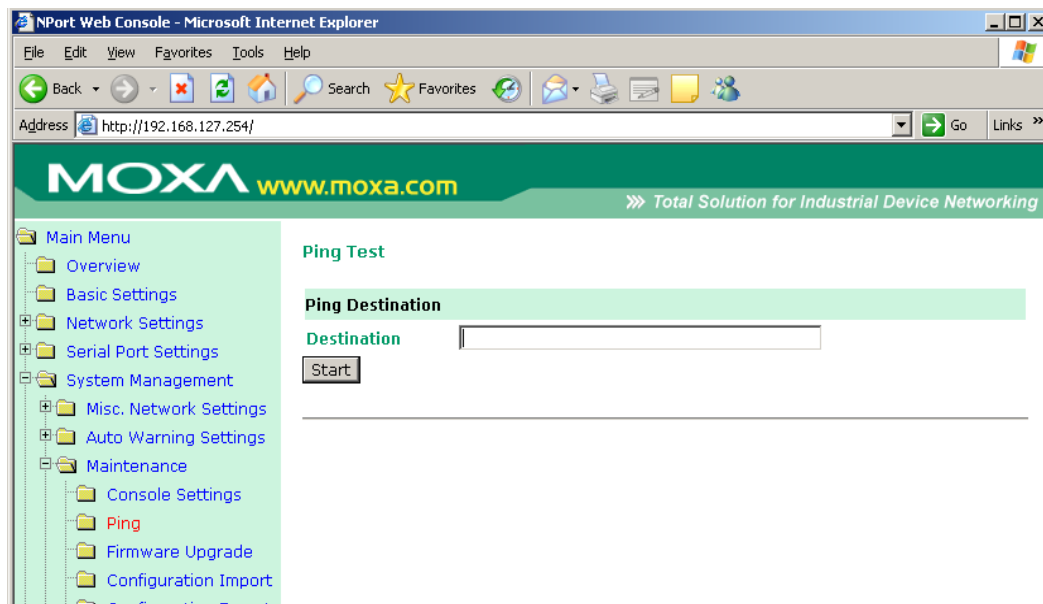 NPort Web Console - Microsoft Internet Explorer
File Edit View Favorites Tools Help
Back Search Favorites
Address http://192.168.127.254/ Go Links »
MOXA www.moxa.com
Total Solution for Industrial Device Networking
Main Menu
Overview
Basic Settings
Network Settings
Serial Port Settings
System Management
Misc. Network Settings
Auto Warning Settings
Maintenance
Console Settings
Ping
Firmware Upgrade
Configuration Import
Ping Test
Ping Destination
Destination
Start